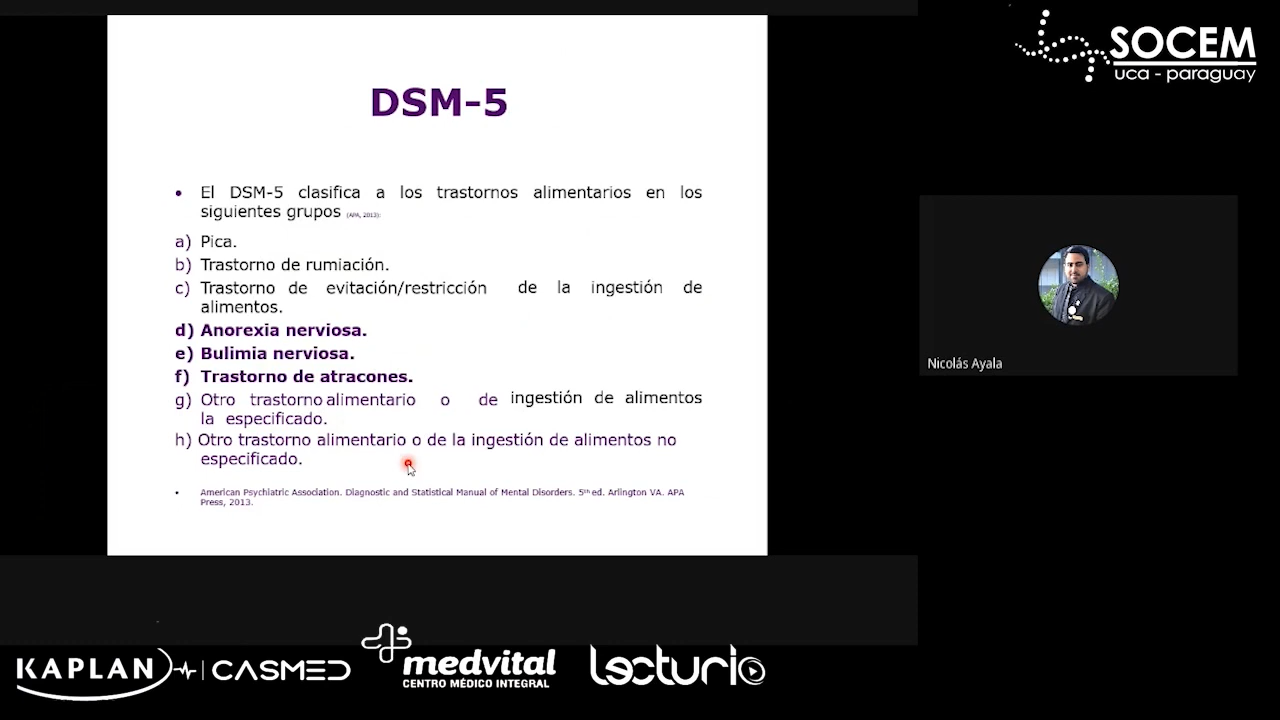 DSM-5
• El DSM-5 clasifica a los trastornos alimentarios en los
siguientes grupos (APA, 2013):
a) Pica.
b) Trastorno de rumiación.
c) Trastorno de evitación/restricción de la ingestión de
alimentos.
d) Anorexia nerviosa.
e) Bulimia nerviosa.
f) Trastorno de atracones.
g) Otro trastorno alimentario o de ingestión de alimentos
la especificado.
h) Otro trastorno alimentario o de la ingestión de alimentos no
especificado.
• American Psychiatric Association. Diagnostic and Statistical Manual of Mental Disorders. 5th ed. Arlington VA. APA
Press, 2013.
SOCEM
uca - paraguay
Nicolás Ayala
KAPLAN
CASMED
medvital
CENTRO MÉDICO INTEGRAL
lecturio